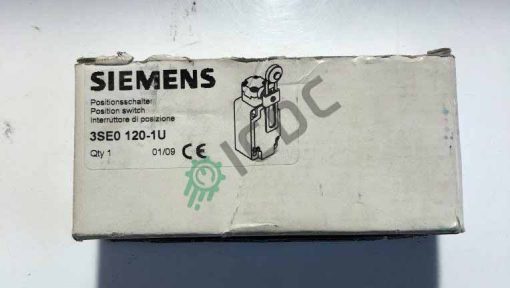 SIEMENS
Positionsschalter
Position switch
Interruttore di posizione
3SE0 120-1U
Qty 1 01/09 CE
ICDC